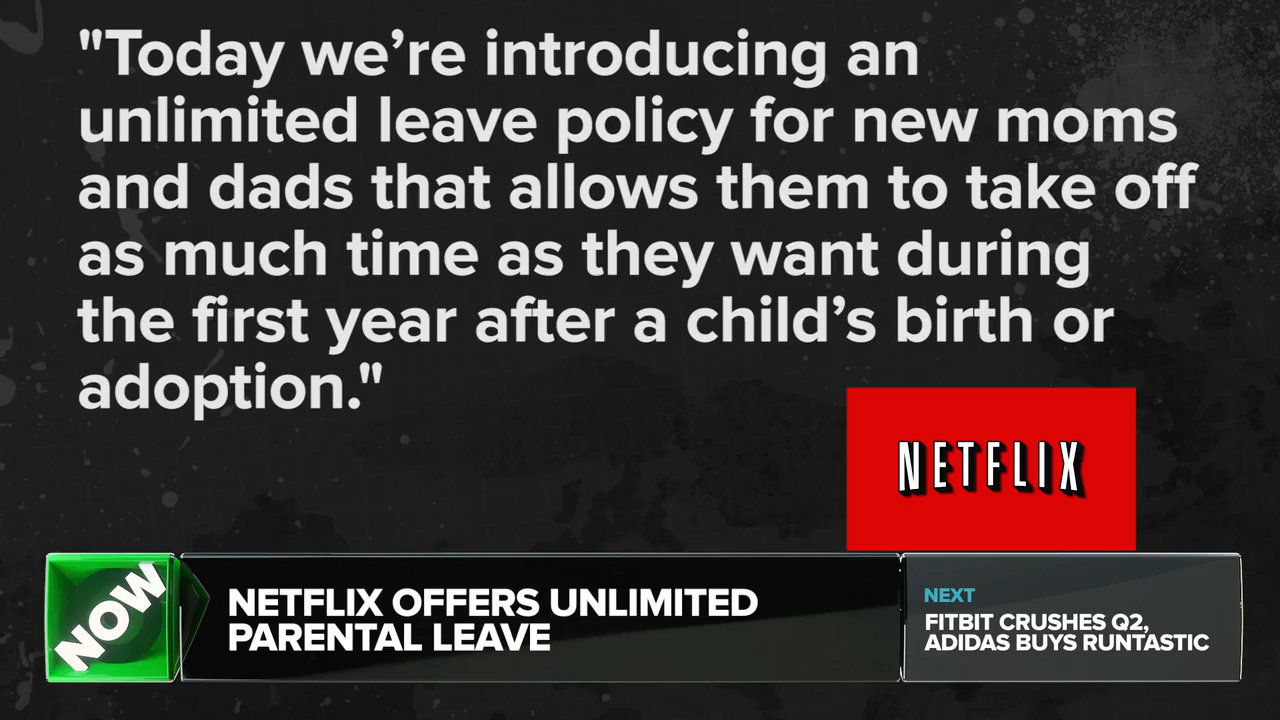 "Today we’re introducing an
unlimited leave policy for new moms
and dads that allows them to take off
as much time as they want during
the first year after a child’s birth or
adoption."
NETFLIX
NOW
NETFLIX OFFERS UNLIMITED
PARENTAL LEAVE
NEXT
FITBIT CRUSHES Q2,
ADIDAS BUYS RUNTASTIC